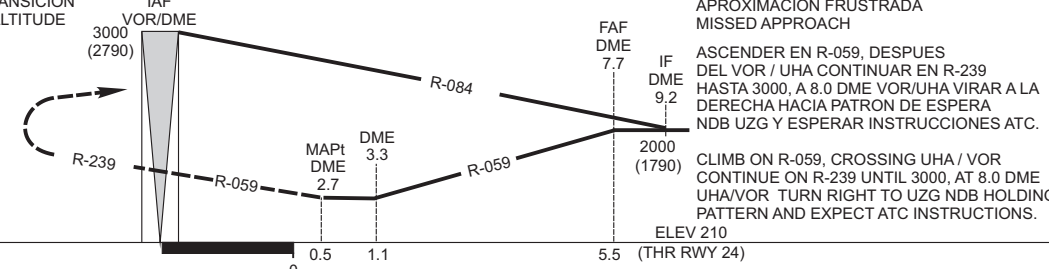 IAF
VOR/DME
ALTITUDE
3000
(2790)
R-084
FAF
DME
7.7
IF
DME
9.2
2000
(1790)
R-239
R-059
MAPt
DME
2.7
DME
3.3
R-059
0.5
1.1
5.5
ELEV 210
(THR RWY 24)
APROXIMACION FRUSTRADA
MISSED APPROACH
ASCENDER EN R-059, DESPUES
DEL VOR / UHA CONTINUAR EN R-239
HASTA 3000, A 8.0 DME VOR/UHA VIRAR A LA
DERECHA HACIA PATRON DE ESPERA
NDB UZG Y ESPERAR INSTRUCCIONES ATC.
CLIMB ON R-059, CROSSING UHA / VOR
CONTINUE ON R-239 UNTIL 3000, AT 8.0 DME
UHA/VOR TURN RIGHT TO UZG NDB HOLDING
PATTERN AND EXPECT ATC INSTRUCTIONS.